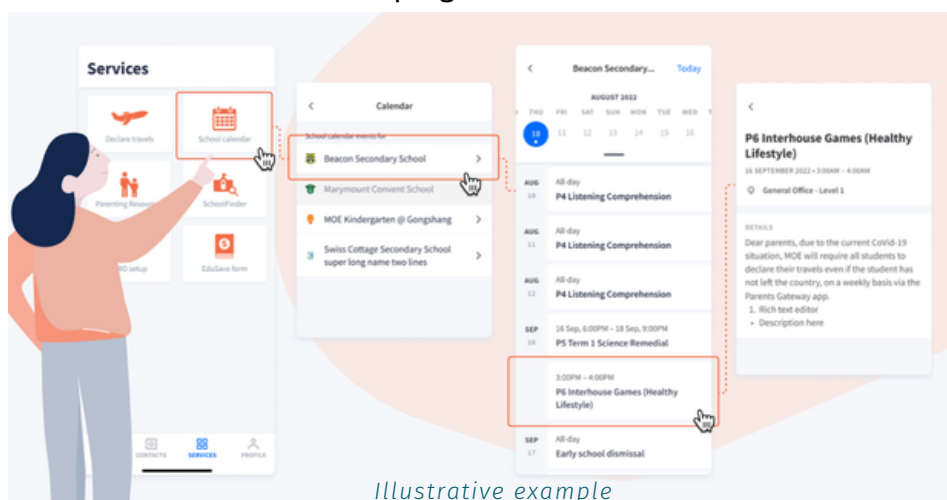 Services
Declare travels
School calendar
Parenting Resources
SchoolFinder
setup
EduSave form
CONTACTS
SERVICES
PROFILE
Calendar
School calendar events for
Beacon Secondary School
Marymount Convent School
MOE Kindergarten @ Gongshang
Swiss Cottage Secondary School
super long name two lines
Beacon Secondary...
Today
AUGUST 2022
THU FRI SAT SUN MON TUE WED
10 11 12 13 14 15 16
AUG
10
All-day
P4 Listening Comprehension
AUG
11
All-day
P4 Listening Comprehension
AUG
12
All-day
P4 Listening Comprehension
SEP
16
16 Sep, 6:00PM – 18 Sep, 9:00PM
P5 Term 1 Science Remedial
3:00PM – 4:00PM
P6 Interhouse Games (Healthy
Lifestyle)
SEP
17
All-day
Early school dismissal
P6 Interhouse Games (Healthy
Lifestyle)
16 SEPTEMBER 2022 • 3:00AM – 4:00AM
General Office - Level 1
DETAILS
Dear parents, due to the current CoVid-19
situation, MOE will require all students to
declare their travels even if the student has
not left the country, on a weekly basis via the
Parents Gateway app.
1. Rich text editor
• Description here
Illustrative example